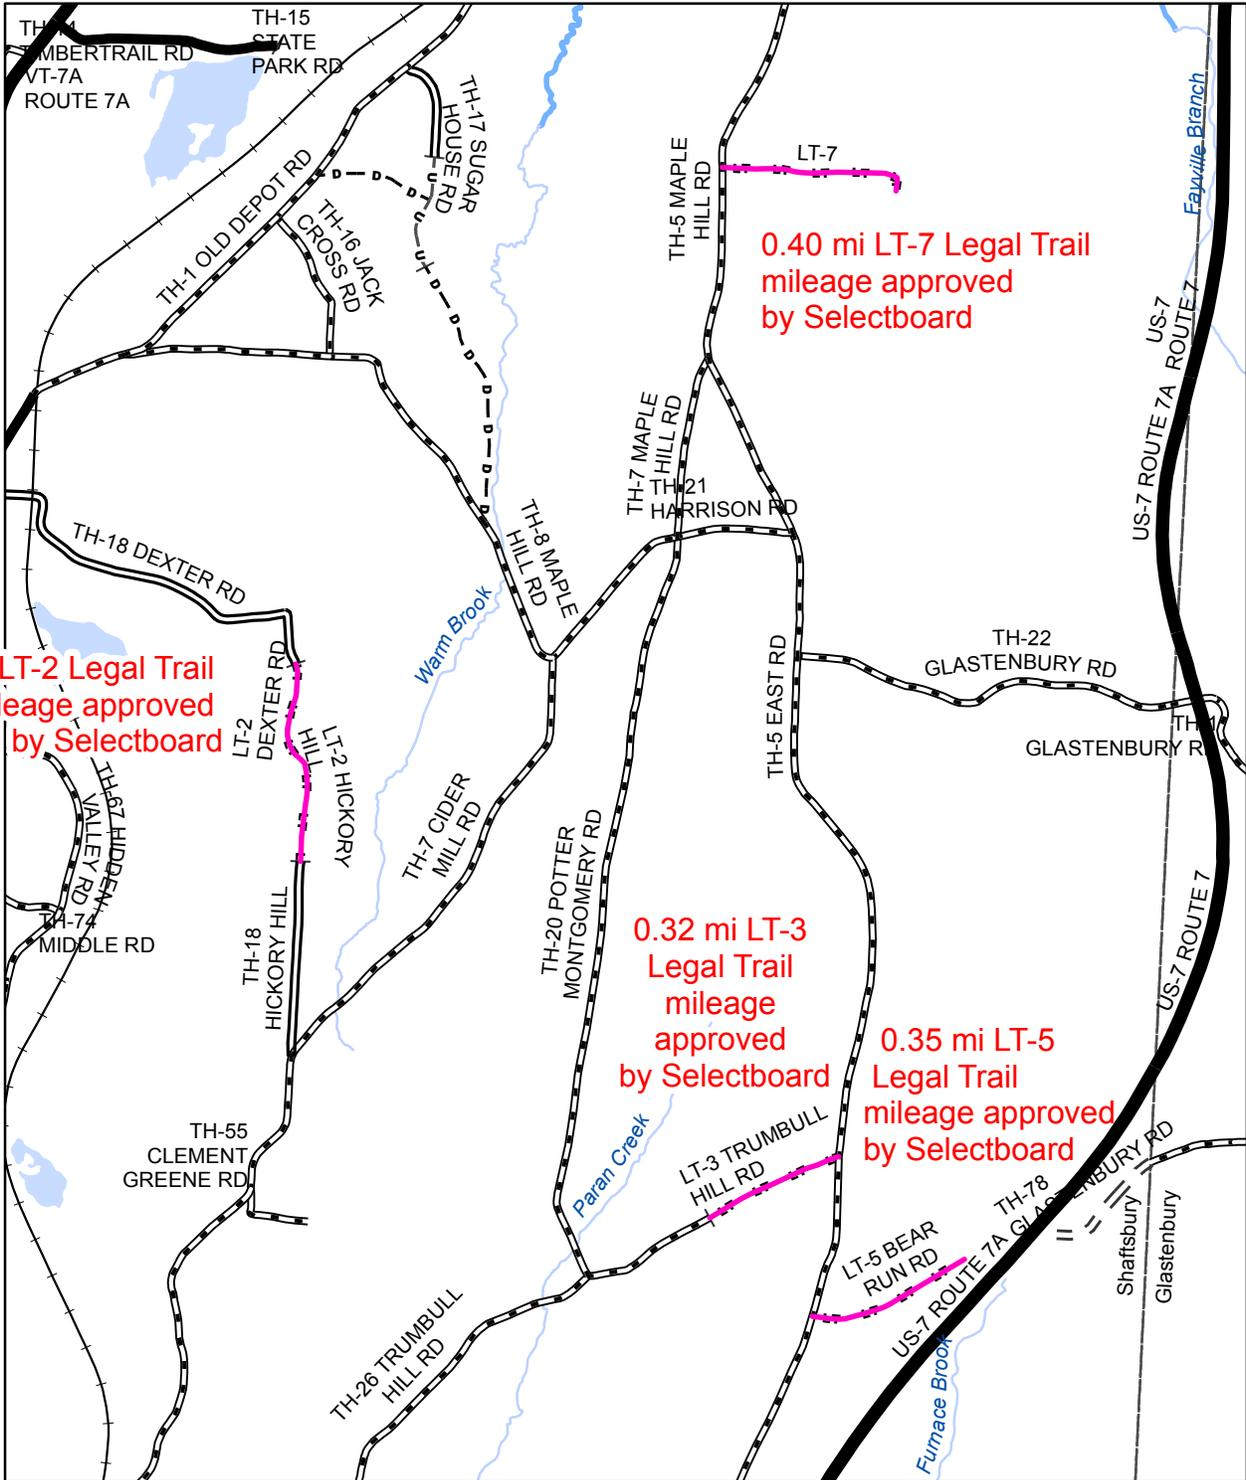 TH-15
STATE
PARK RD
TIMBERTRAIL RD
VT-7A
ROUTE 7A
TH-17 SUGAR
HOUSE RD
TH-1 OLD DEPOT RD
TH-16 JACK
CROSS RD
D D D D
U
U
U
D D D D D D D
TH-5 MAPLE
HILL RD
LT-7
0.40 mi LT-7 Legal Trail
mileage approved
by Selectboard
Fayville Branch
US-7
US-7 ROUTE 7A ROUTE 7
TH-7 MAPLE
HILL RD
TH-21
HARRISON RD
TH-8 MAPLE
HILL RD
TH-18 DEXTER RD
Warm Brook
LT-2 Legal Trail
eage approved
by Selectboard
LT-2
DEXTER RD
LT-2 HICKORY
HILL
TH-22
GLASTENBURY RD
GLASTENBURY RD
TH-5 EAST RD
TH-67 HIDDEN
VALLEY RD
TH-74
MIDDLE RD
TH-7 CIDER
MILL RD
TH-20 POTTER
MONTGOMERY RD
TH-18
HICKORY HILL
US-7 ROUTE 7
0.32 mi LT-3
Legal Trail
mileage
approved
by Selectboard
0.35 mi LT-5
Legal Trail
mileage approved
by Selectboard
TH-55
CLEMENT
GREENE RD
Paran Creek
LT-3 TRUMBULL
HILL RD
TH-78
GLASTENBURY RD
US-7 ROUTE 7A
LT-5 BEAR
RUN RD
Shaftsbury
Glastenbury
TH-26 TRUMBULL
HILL RD
Furnace Brook